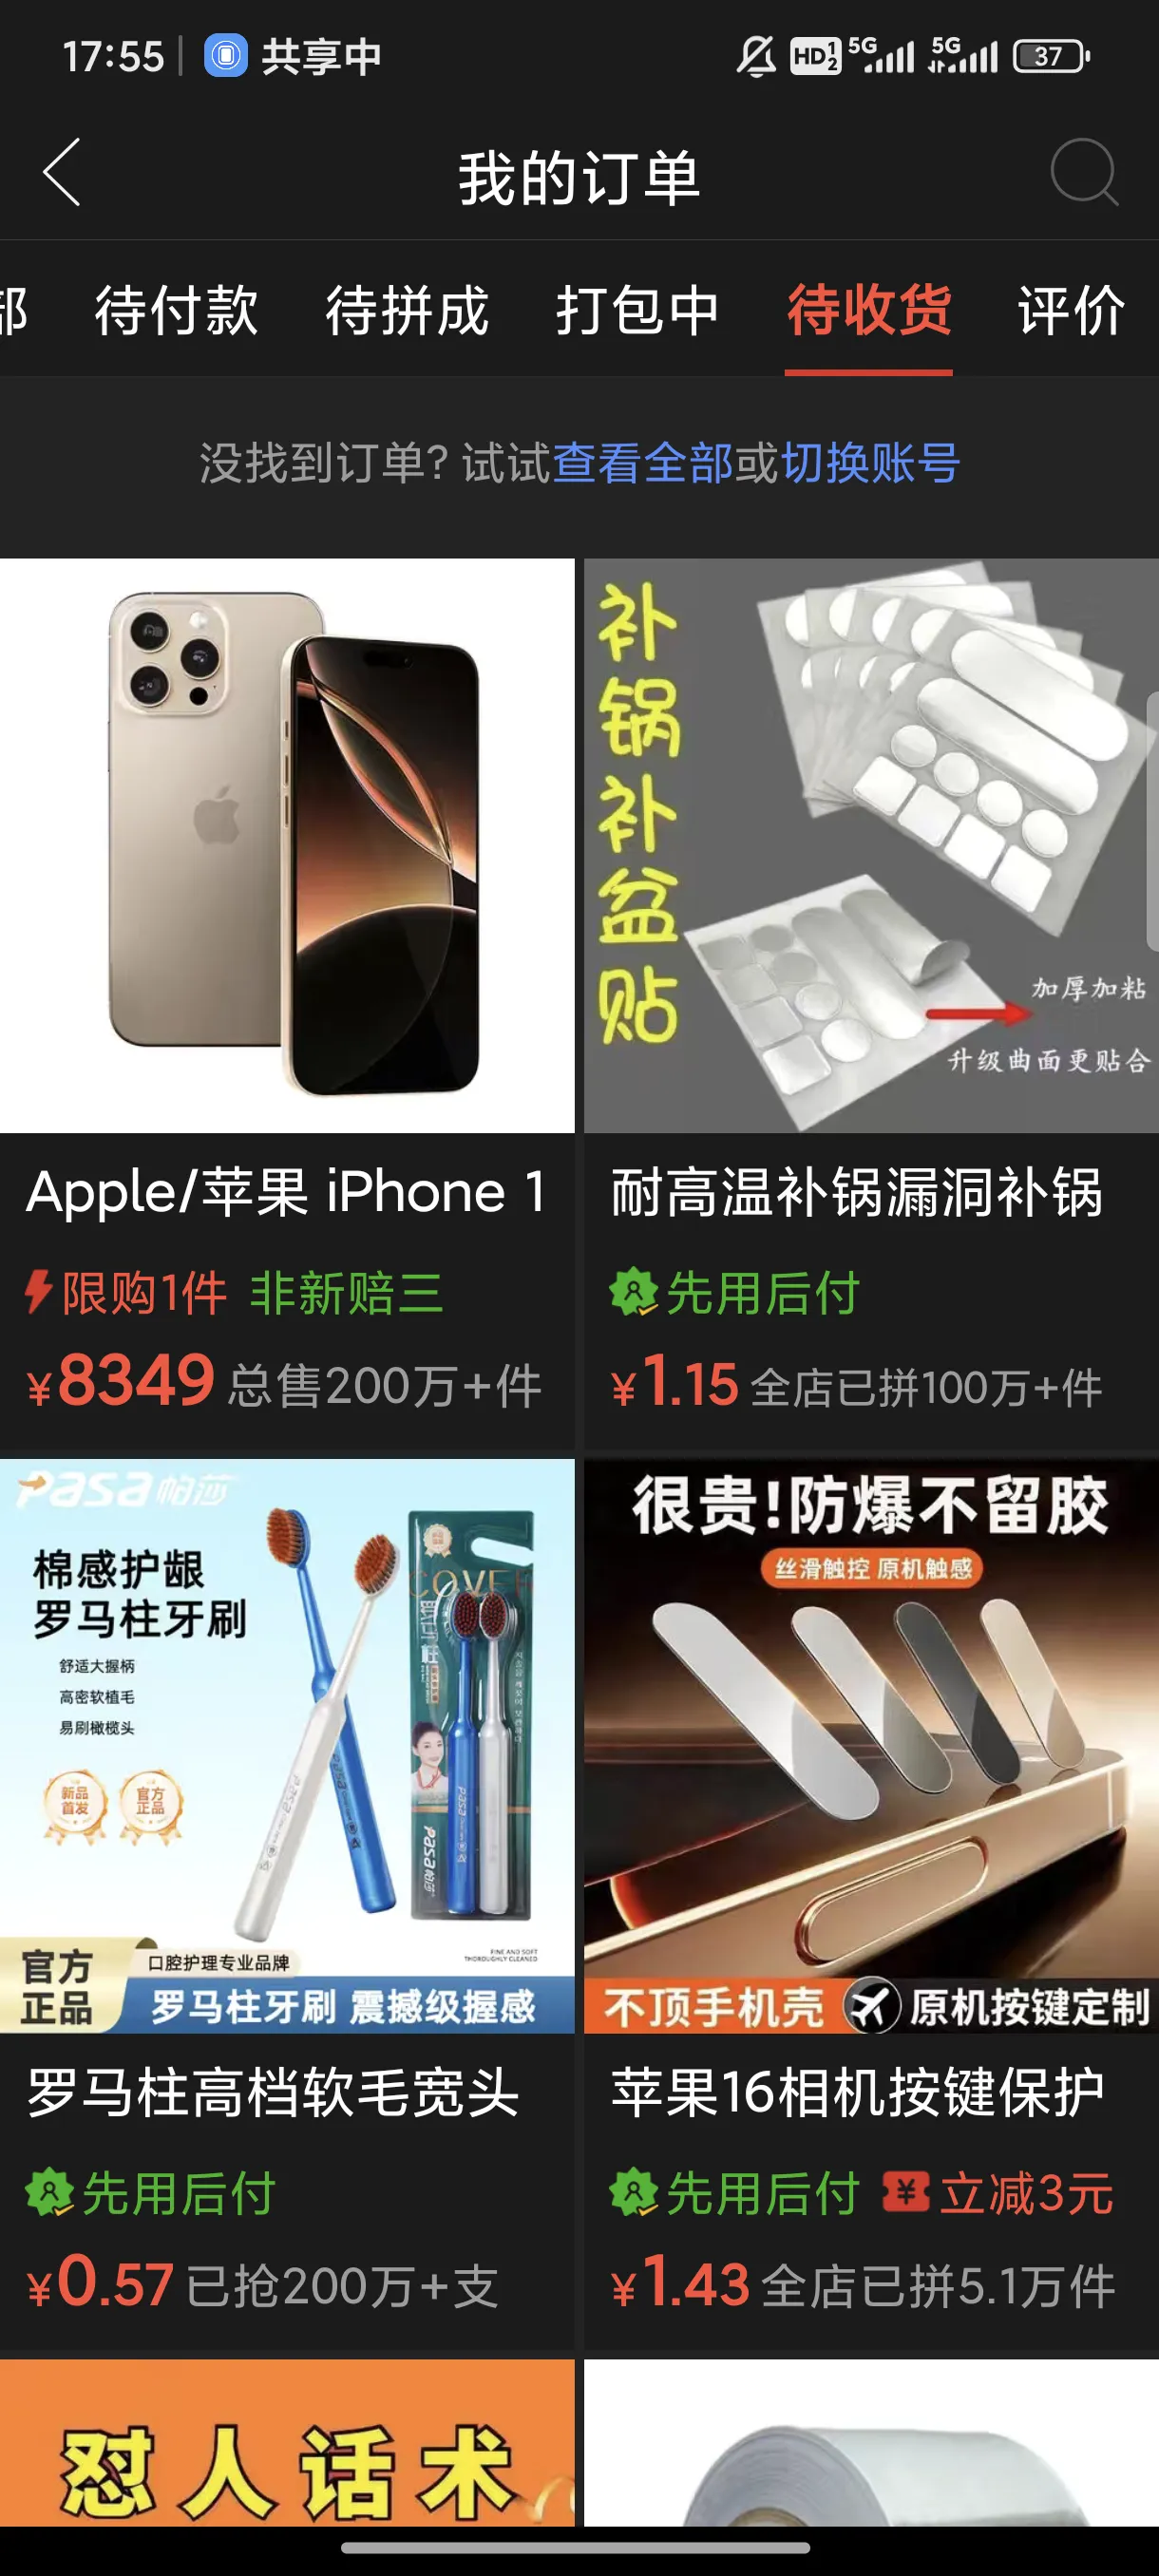 17:55
共享中
HD 1 2
5G
5G
37
我的订单
部
待付款
待拼成
打包中
待收货
评价
没找到订单? 试试查看全部或切换账号
补锅补盆贴
加厚加粘
升级曲面更贴合
Apple/苹果 iPhone 1
限购1件 非新赔三
¥8349 总售200万+件
耐高温补锅漏洞补锅
先用后付
¥1.15 全店已拼100万+件
Pasa 帕莎
棉感护龈
罗马柱牙刷
舒适大握柄
高密软植毛
易刷橄榄头
新品
首发
官方
正品
官方
正品
口腔护理专业品牌
FINE AND SOFT
THOROUGHLY CLEANED
罗马柱牙刷 震撼级握感
很贵!防爆不留胶
丝滑触控 原机触感
不顶手机壳
原机按键定制
罗马柱高档软毛宽头
先用后付
¥0.57 已抢200万+支
苹果16相机按键保护
先用后付 ¥ 立减3元
¥1.43 全店已拼5.1万件
怼人话术